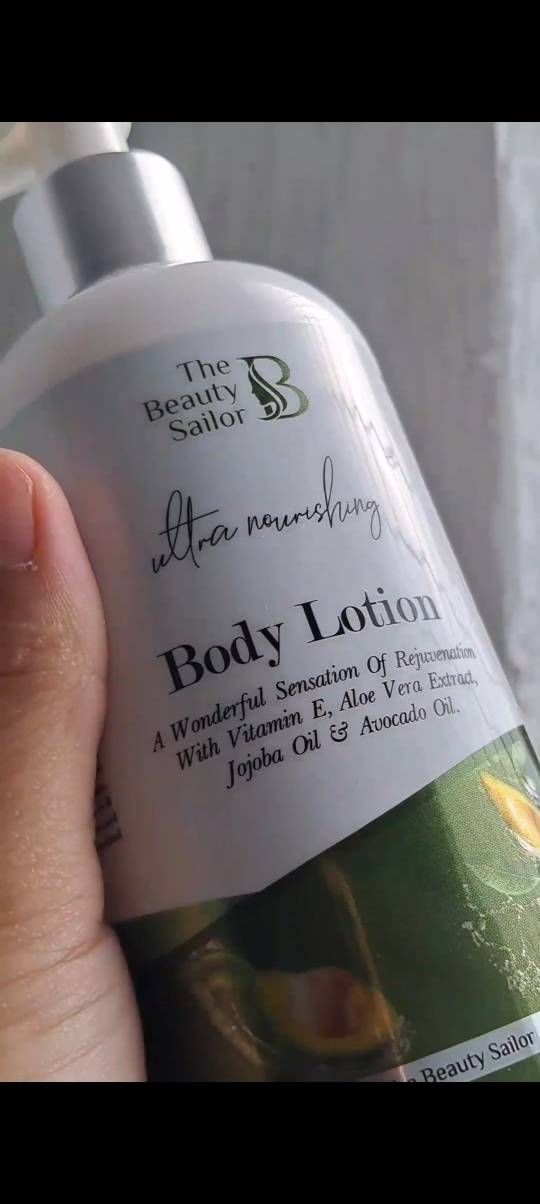 The
Beauty
Sailor
ultra nourishing
Body Lotion
A Wonderful Sensation Of Rejuvenation
With Vitamin E, Aloe Vera Extract,
Jojoba Oil & Avocado Oil.
Beauty Sailor